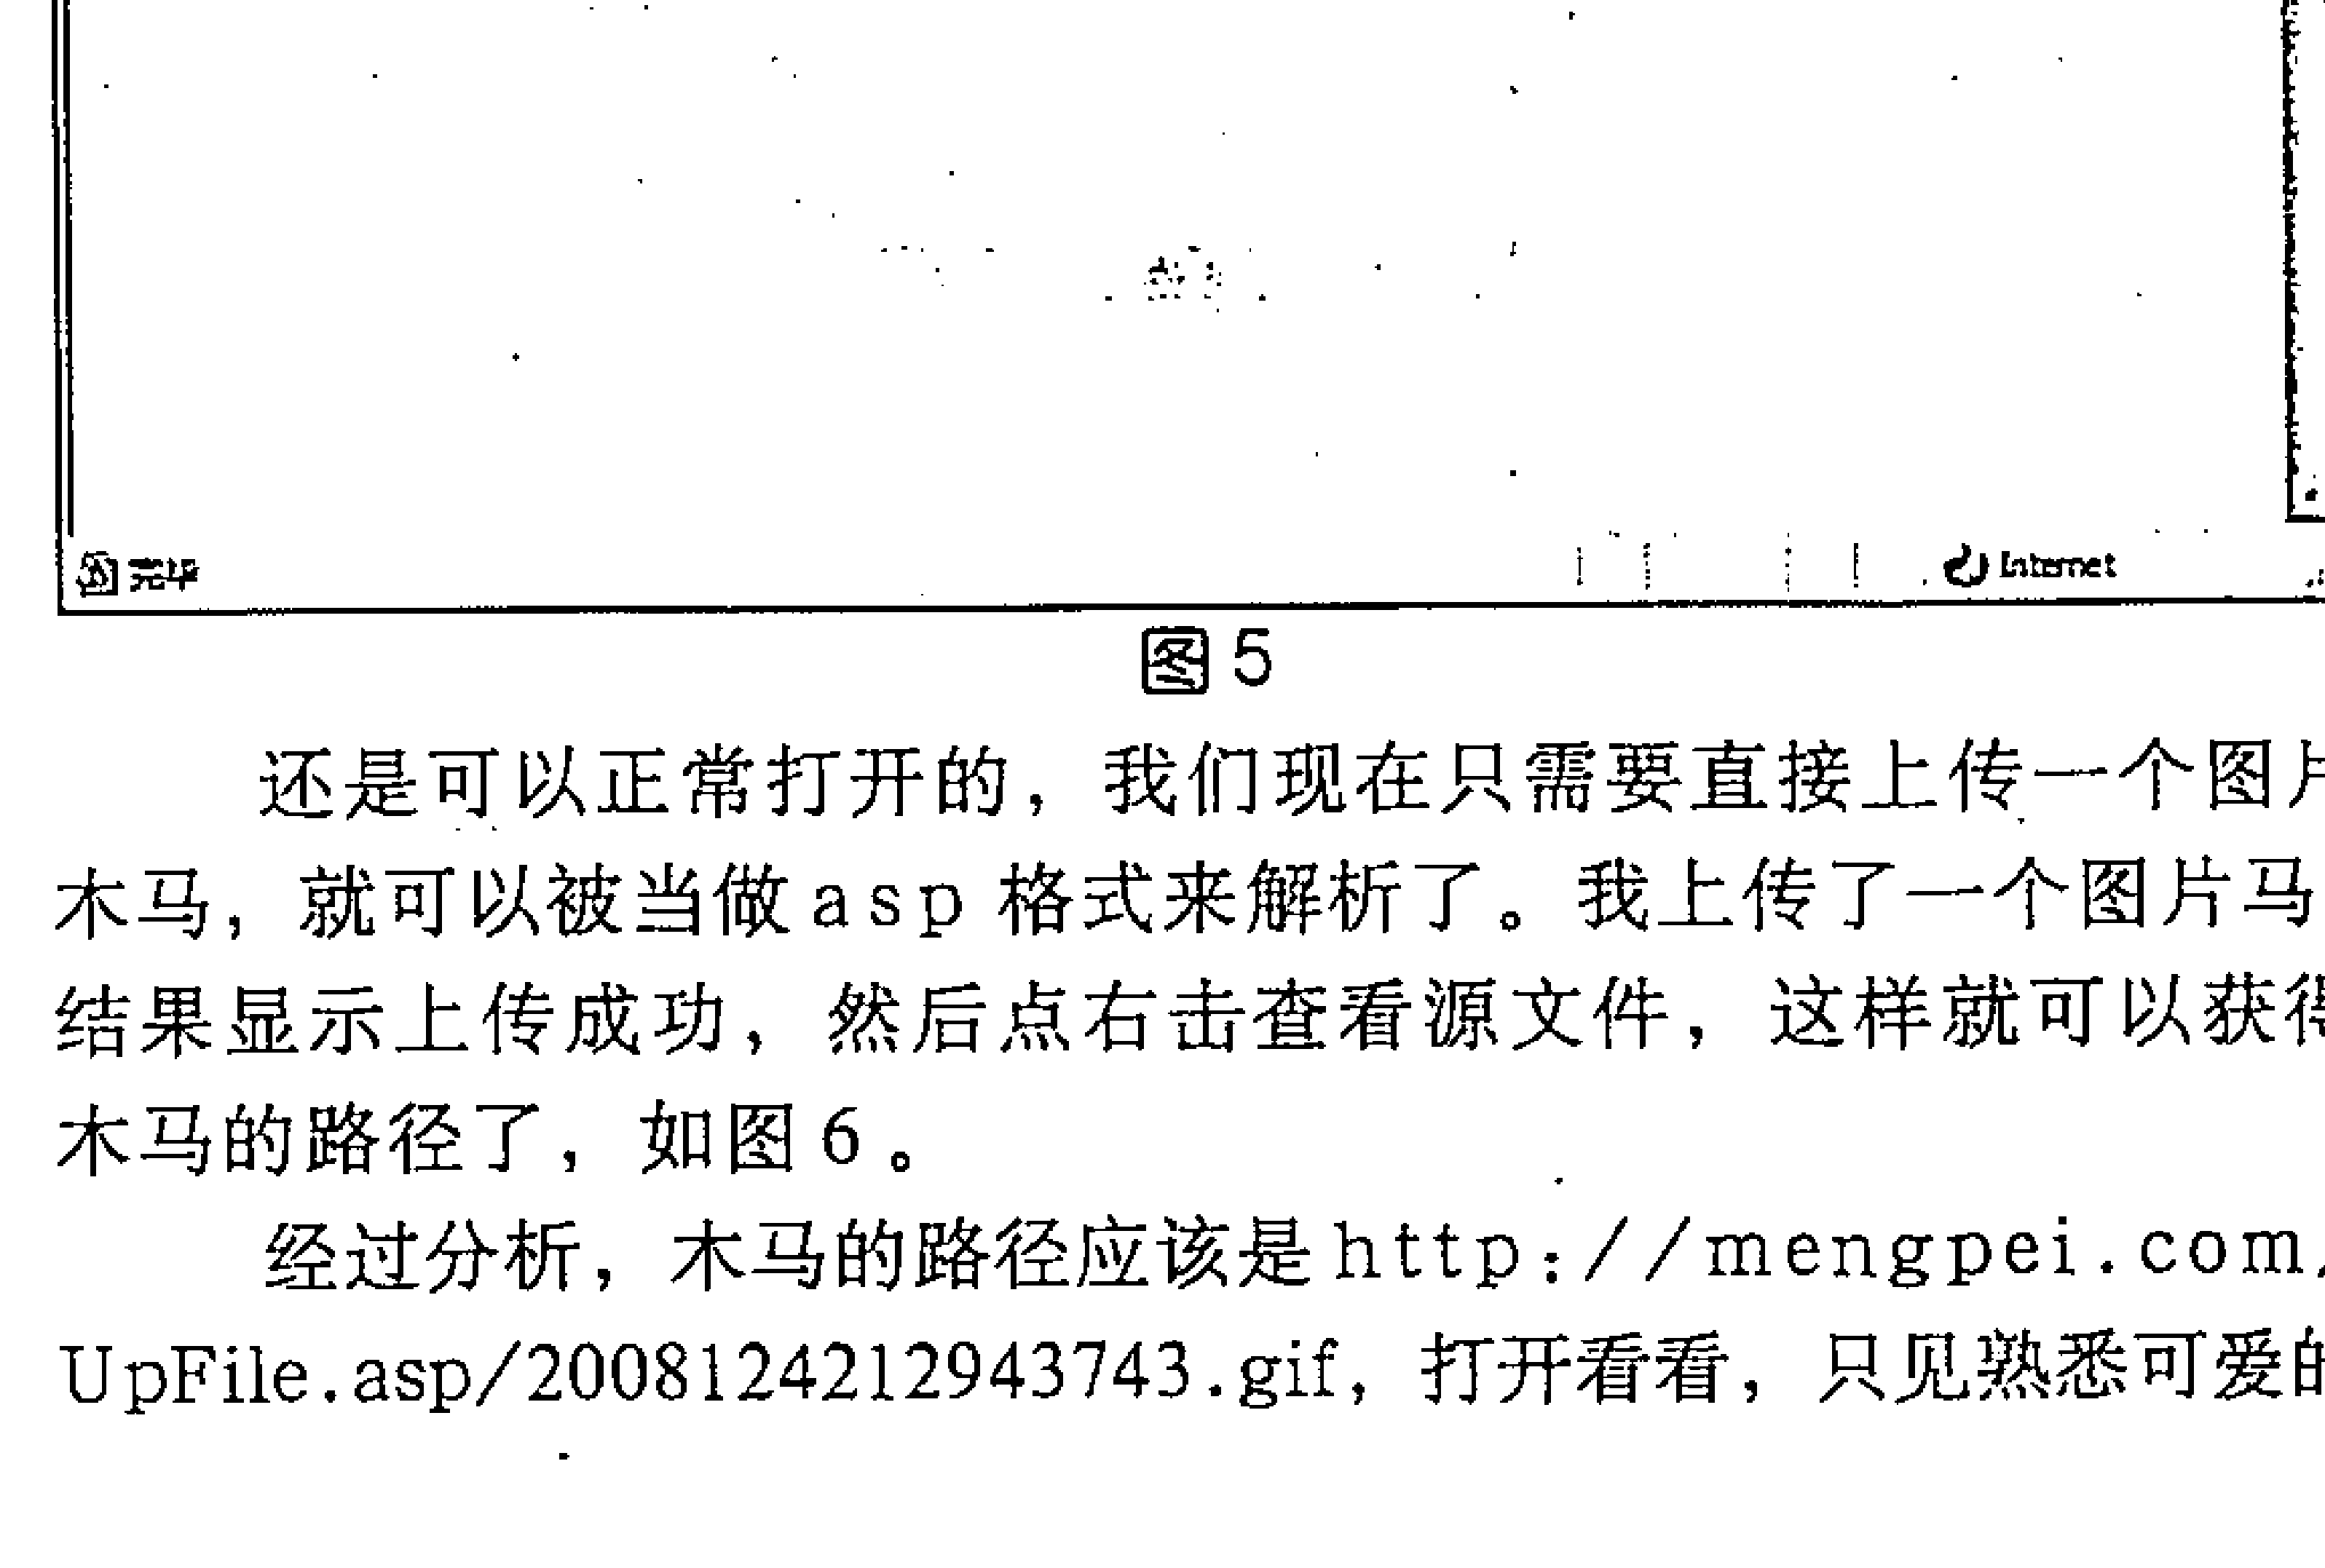 完毕
Internet
图5
还是可以正常打开的，我们现在只需要直接上传一个图片
木马，就可以被当做asp 格式来解析了。我上传了一个图片马
结果显示上传成功，然后点右击查看源文件，这样就可以获得
木马的路径了，如图6。
经过分析，木马的路径应该是http://mengpei.com/
UpFile.asp/2008124212943743.gif，打开看看，只见熟悉可爱的